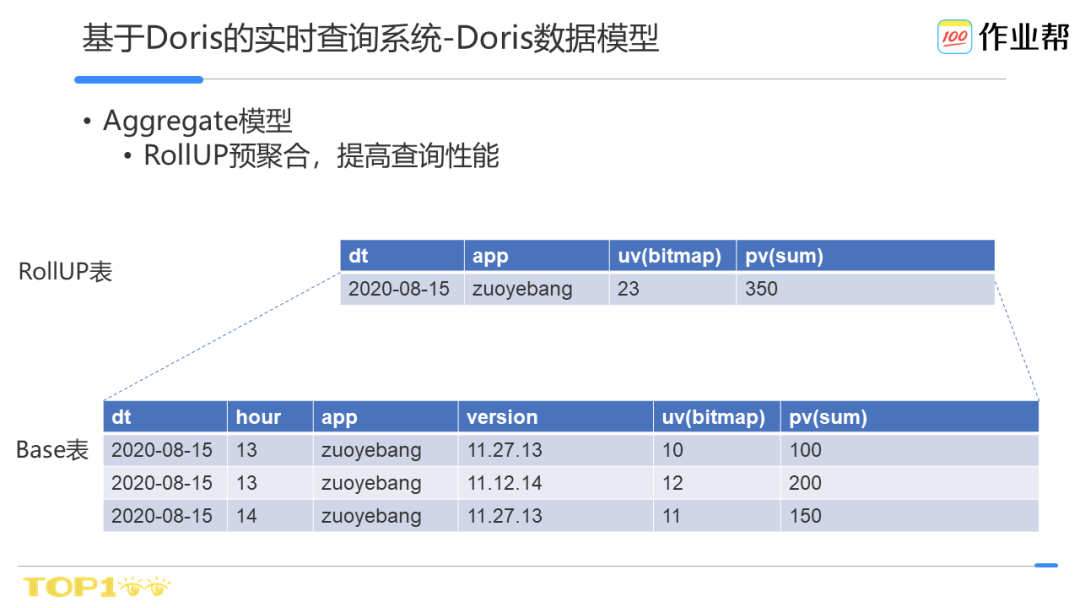 基于Doris的实时查询系统-Doris数据模型
100 作业帮
• Aggregate模型
• RollUP预聚合，提高查询性能
RollUP表
dt app uv(bitmap) pv(sum)
2020-08-15 zuoyebang 23 350
Base表
dt hour app version uv(bitmap) pv(sum)
2020-08-15 13 zuoyebang 11.27.13 10 100
2020-08-15 13 zuoyebang 11.12.14 12 200
2020-08-15 14 zuoyebang 11.27.13 11 150
TOP100